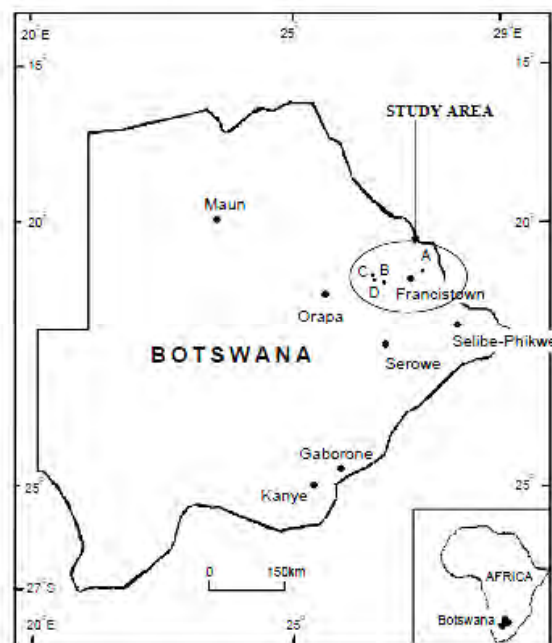 20°E
25°
29°E
15°
15°
STUDY AREA
Maun
20°
20°
A
C
B
D
Francistown
Orapa
Selibe-Phikwe
BOTSWANA
Serowe
Gaborone
25°
Kanye
25°
0
150km
AFRICA
27°S
Botswana
20°E
25°